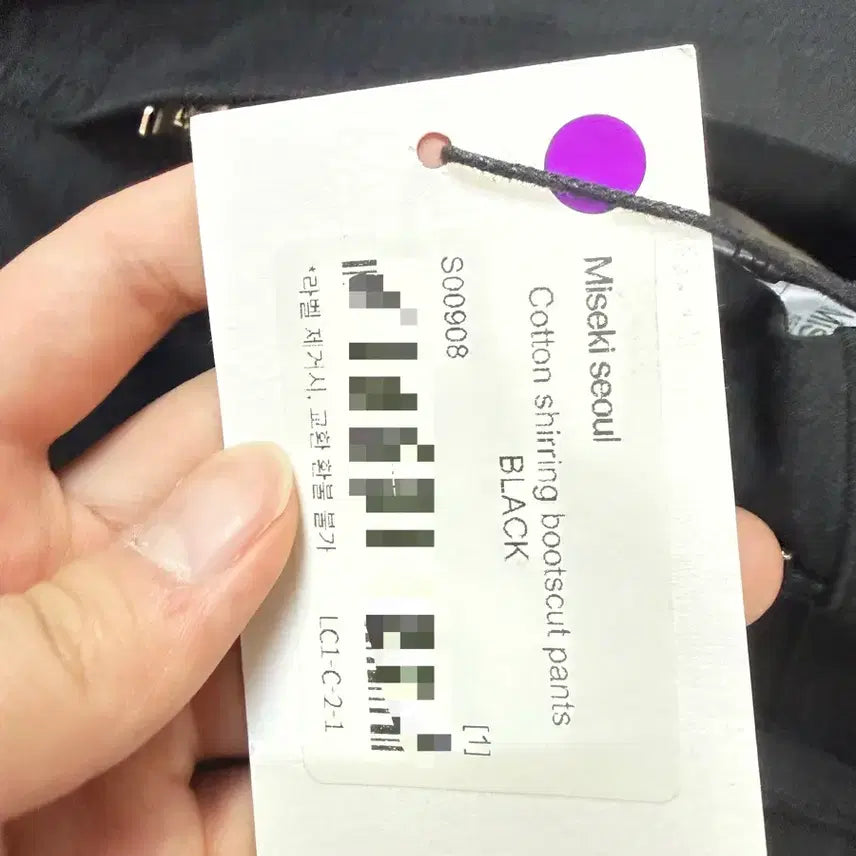 Miseki seoul
Cotton shirring bootscut pants
BLACK
[1]
S00908
*라벨 제거시, 교환 환불 불가
LC1-C-2-1